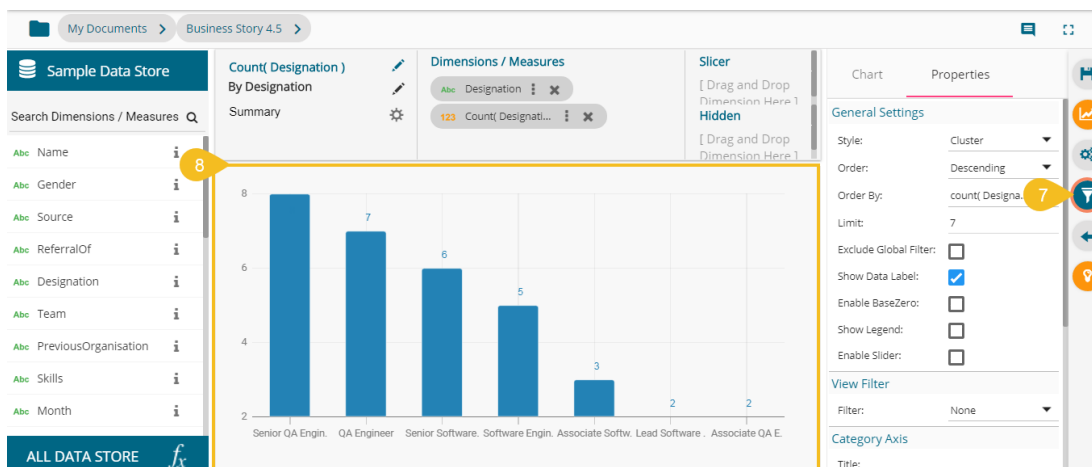 My Documents > Business Story 4.5 >
Sample Data Store
Search Dimensions / Measures
Abc Name i
Abc Gender i
Abc Source i
Abc ReferralOf i
Abc Designation i
Abc Team i
Abc PreviousOrganisation i
Abc Skills i
Abc Month i
ALL DATA STORE fx
Count( Designation )
By Designation
Summary
Dimensions / Measures
Abc Designation
123 Count( Designati...
Slicer
[ Drag and Drop
Dimension Here ]
Hidden
[ Drag and Drop
Dimension Here ]
8
8
7
6
5
3
2
2
6
4
2
Senior QA Engin. QA Engineer Senior Software. Software Engin. Associate Softw. Lead Software . Associate QA E.
Chart Properties
General Settings
Style: Cluster
Order: Descending
Order By: count( Designa.
7
Limit: 7
Exclude Global Filter:
Show Data Label:
Enable BaseZero:
Show Legend:
Enable Slider:
View Filter
Filter: None
Category Axis
Title: